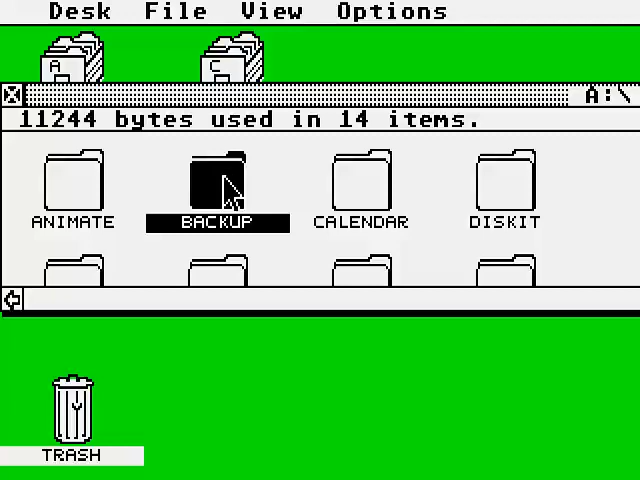 Desk File View Options
A C
A:\
11244 bytes used in 14 items.
ANIMATE BACKUP CALENDAR DISKIT
TRASH